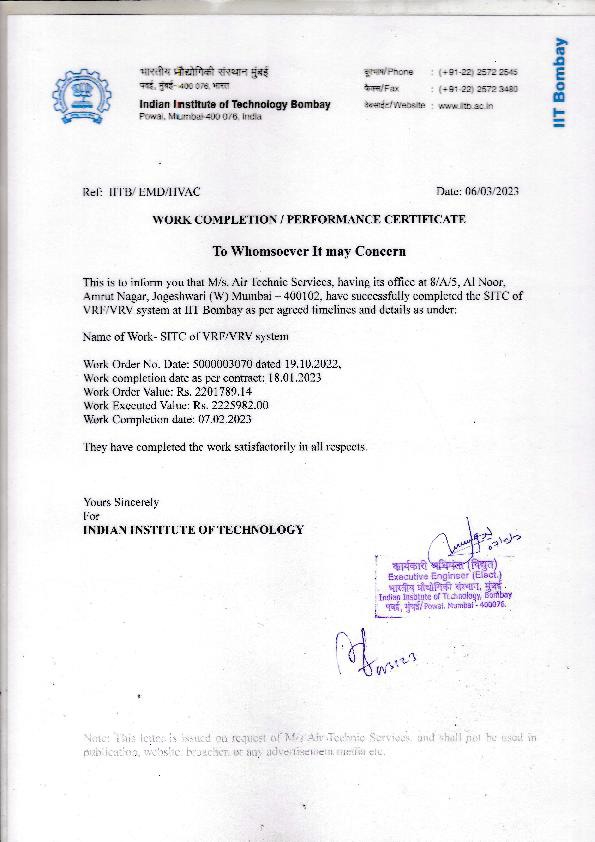 भारतीय प्रौद्योगिकी संस्थान मुंबई
पवई, मुंबई-400 076, भारत
Indian Institute of Technology Bombay
Powai, Mumbai-400 076, India
दूरभाष/Phone : (+91-22) 2572 2545
फैक्स/Fax : (+91-22) 2572 3480
वेबसाईट/Website : www.iitb.ac.in
IIT Bombay
Ref: IITB/ EMD/HVAC Date: 06/03/2023
WORK COMPLETION / PERFORMANCE CERTIFICATE
To Whomsoever It may Concern
This is to inform you that M/s. Air Technic Services, having its office at 8/A/5, Al Noor,
Amrut Nagar, Jogeshwari (W) Mumbai – 400102, have successfully completed the SITC of
VRF/VRV system at IIT Bombay as per agreed timelines and details as under:
Name of Work- SITC of VRF/VRV system
Work Order No. Date: 5000003070 dated 19.10.2022,
Work completion date as per contract: 18.01.2023
Work Order Value: Rs. 2201789.14
Work Executed Value: Rs. 2225982.00
Work Completion date: 07.02.2023
They have completed the work satisfactorily in all respects.
Yours Sincerely
For
INDIAN INSTITUTE OF TECHNOLOGY
कार्यकारी अभियंता (विद्युत)
Executive Engineer (Elect.)
भारतीय प्रौद्योगिकी संस्थान, मुंबई
Indian Institute of Technology, Bombay
पवई, मुंबई/ Powai, Mumbai - 400076.
Note: This letter is issued on request of M/s Air Technic Services, and shall not be used in
publication, website broacher, or any advertisement media etc.